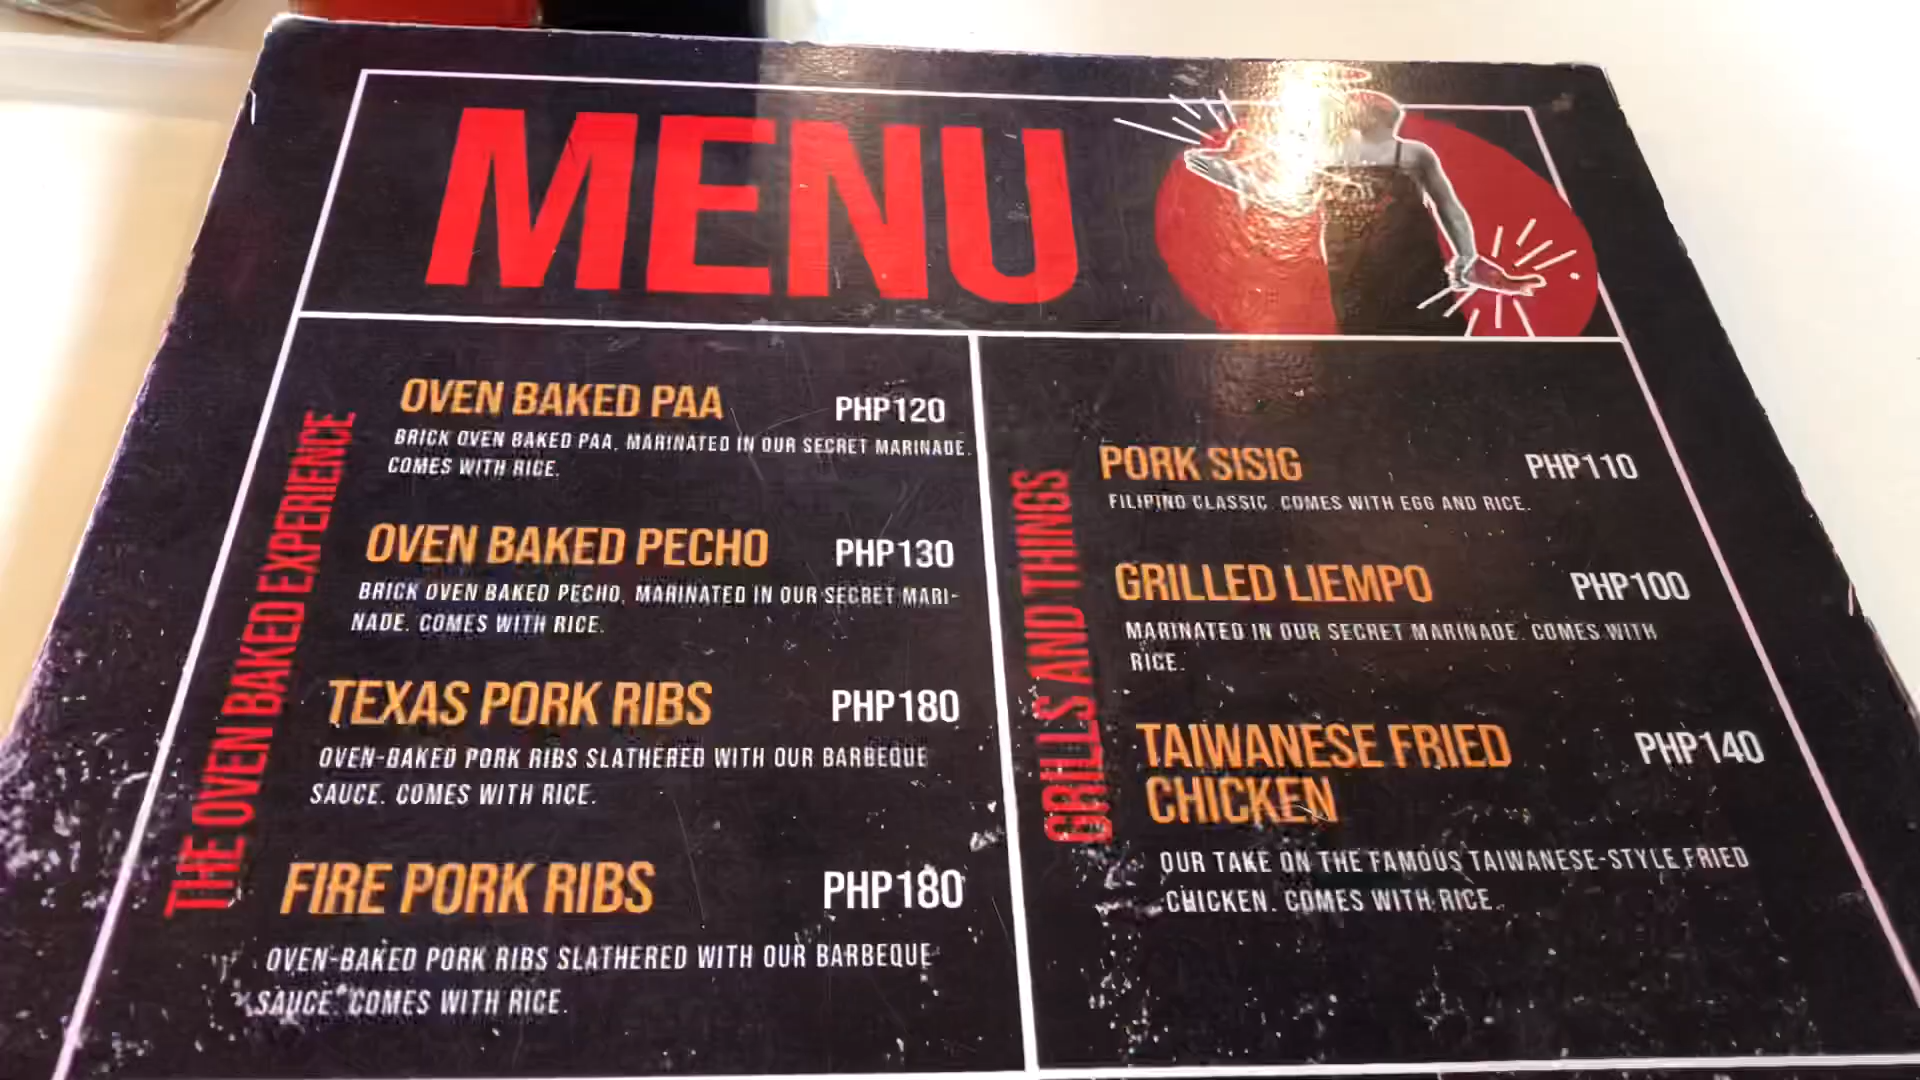 MENU
THE OVEN BAKED EXPERIENCE
OVEN BAKED PAA PHP120
BRICK OVEN BAKED PAA, MARINATED IN OUR SECRET MARINADE.
COMES WITH RICE.
OVEN BAKED PECHO PHP130
BRICK OVEN BAKED PECHO, MARINATED IN OUR SECRET MARI-
NADE. COMES WITH RICE.
TEXAS PORK RIBS PHP180
OVEN-BAKED PORK RIBS SLATHERED WITH OUR BARBEQUE
SAUCE. COMES WITH RICE.
FIRE PORK RIBS PHP180
OVEN-BAKED PORK RIBS SLATHERED WITH OUR BARBEQUE
SAUCE. COMES WITH RICE.
GRILLS AND THINGS
PORK SISIG PHP110
FILIPINO CLASSIC. COMES WITH EGG AND RICE.
GRILLED LIEMPO PHP100
MARINATED IN OUR SECRET MARINADE. COMES WITH
RICE.
TAIWANESE FRIED PHP140
CHICKEN
OUR TAKE ON THE FAMOUS TAIWANESE-STYLE FRIED
CHICKEN. COMES WITH RICE.